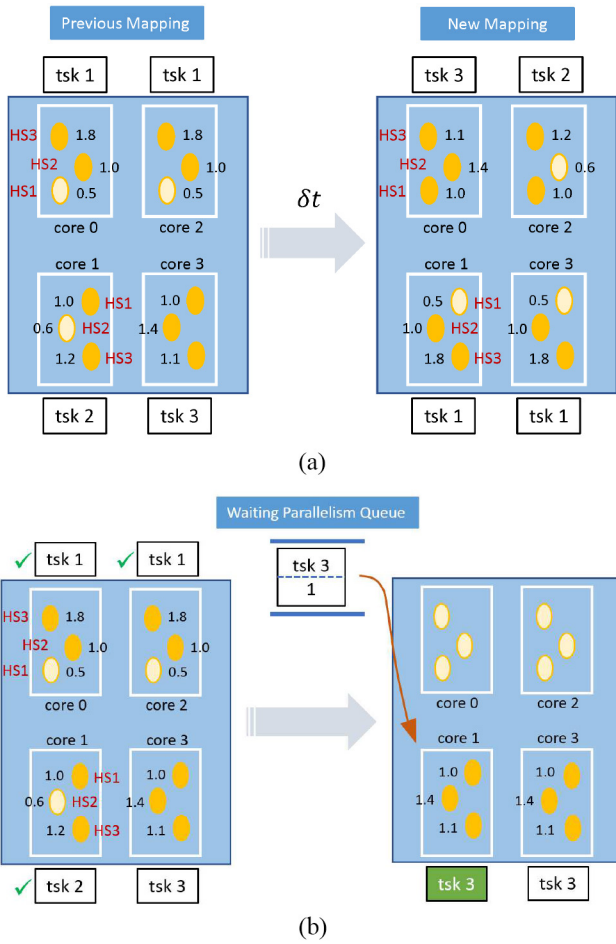 Previous Mapping New Mapping
tsk 1 tsk 1 tsk 3 tsk 2
HS3 1.8 1.8 HS3 1.1 1.2
HS2 1.0 1.0 HS2 1.4 0.6
HS1 0.5 0.5 HS1 1.0 1.0
core 0 core 2 δt core 0 core 2
core 1 core 3 core 1 core 3
1.0 HS1 1.0 0.5 HS1 0.5
0.6 HS2 1.4 1.0 HS2 1.0
1.2 HS3 1.1 1.8 HS3 1.8
tsk 2 tsk 3 tsk 1 tsk 1
(a)
Waiting Parallelism Queue
✓ tsk 1 ✓ tsk 1 tsk 3
1
HS3 1.8 1.8
HS2 1.0 1.0
HS1 0.5 0.5
core 0 core 2 core 0 core 2
core 1 core 3 core 1 core 3
1.0 HS1 1.0 1.0 1.0
0.6 HS2 1.4 1.4 1.4
1.2 HS3 1.1 1.1 1.1
✓ tsk 2 tsk 3 tsk 3 tsk 3
(b)